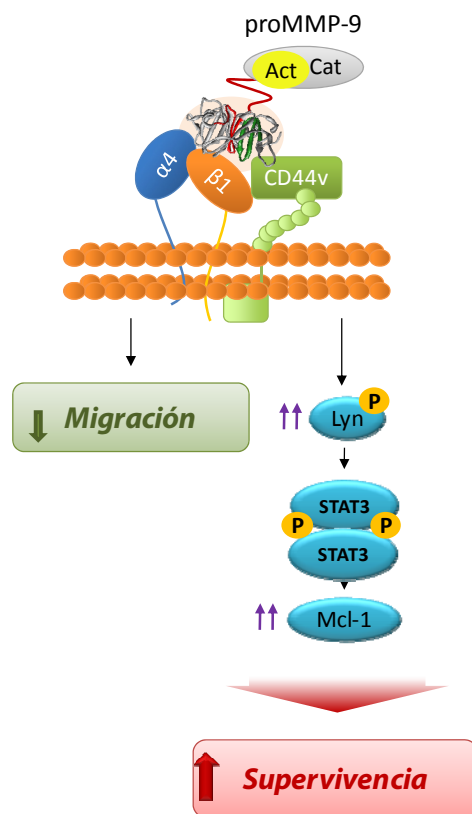 proMMP-9
Act Cat
α4
β1
CD44v
Migración
P
Lyn
STAT3
P P
STAT3
Mcl-1
Supervivencia